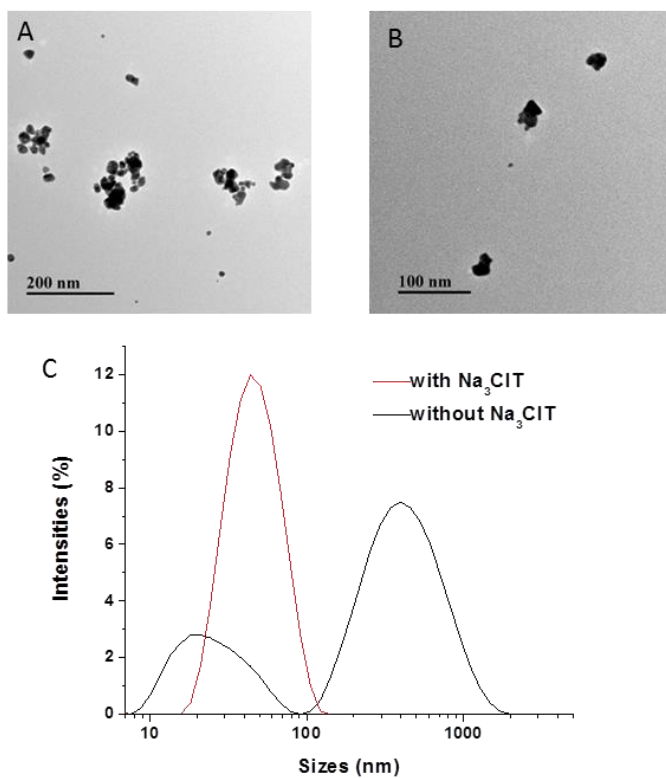 A
B
200 nm
100 nm
C
with Na₃CIT
without Na₃CIT
12
10
8
6
4
2
0
Intensities (%)
10
100
1000
Sizes (nm)